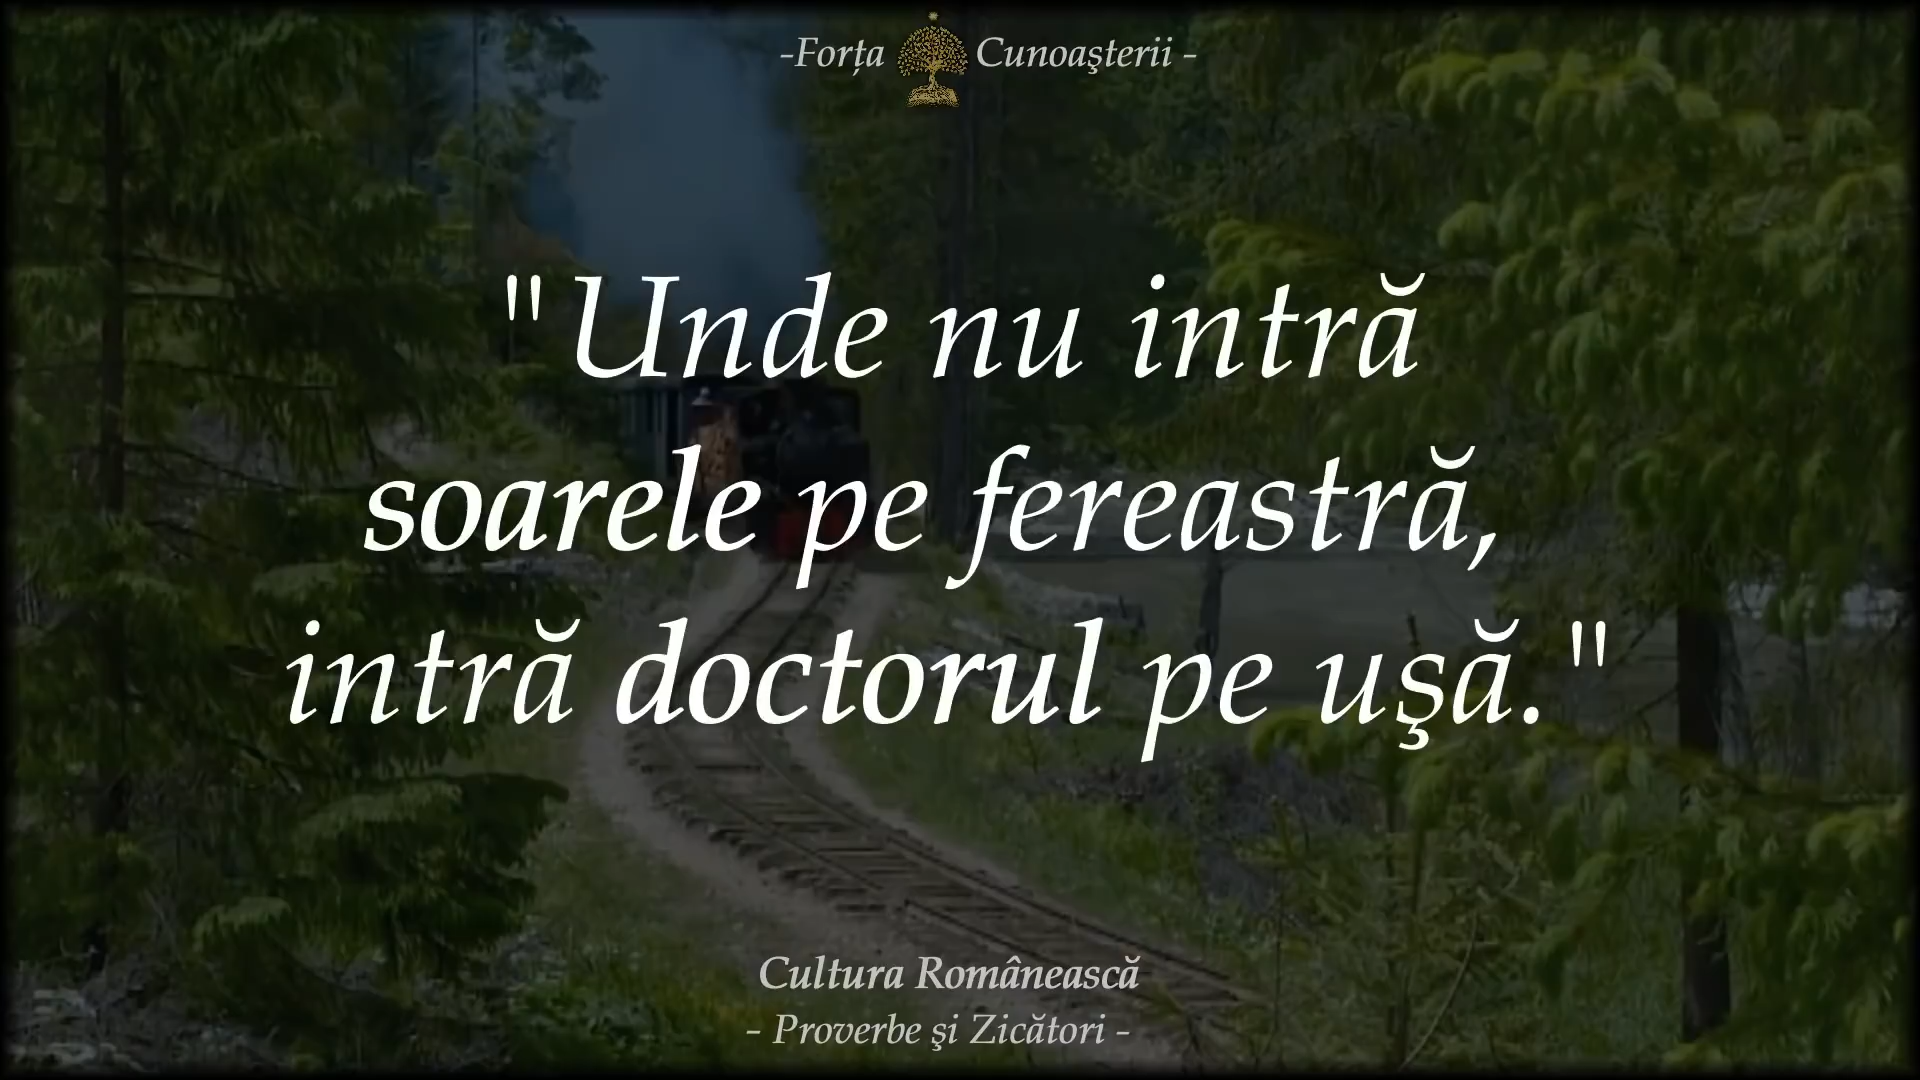 -Forța Cunoaşterii -
"Unde nu intră
soarele pe fereastră,
intră doctorul pe uşă."
Cultura Românească
- Proverbe şi Zicători -